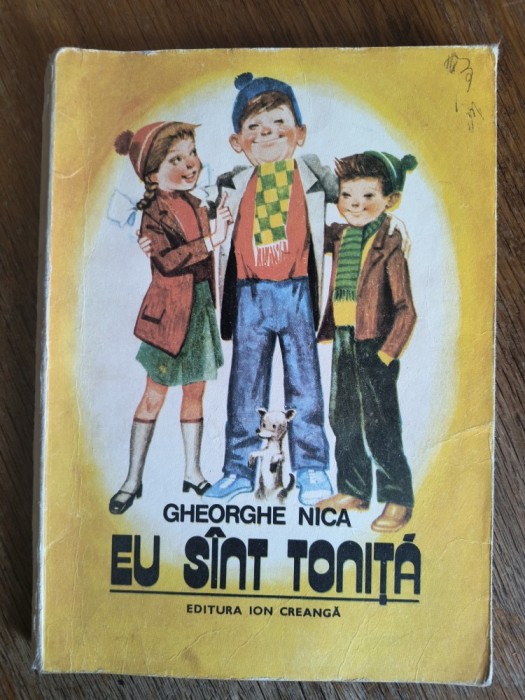 GHEORGHE NICA
EU SÎNT TONIȚĂ
EDITURA ION CREANGĂ